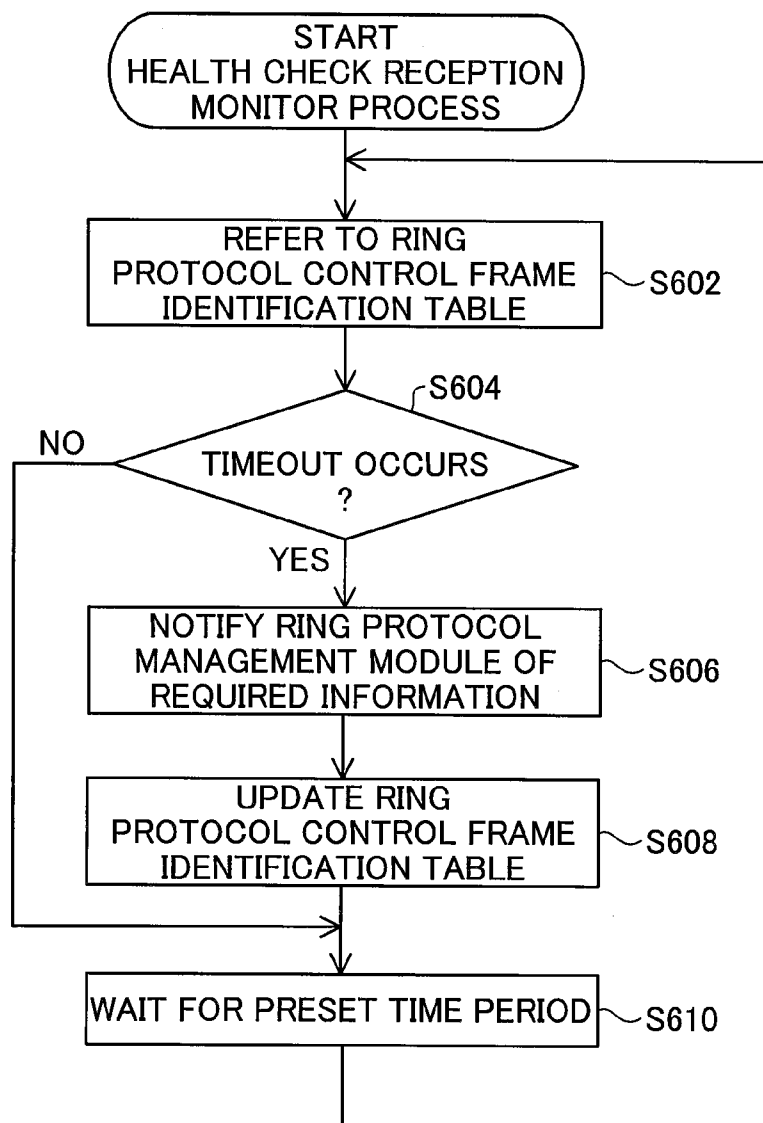 START
HEALTH CHECK RECEPTION
MONITOR PROCESS
REFER TO RING
PROTOCOL CONTROL FRAME
IDENTIFICATION TABLE
S602
S604
NO
TIMEOUT OCCURS
?
YES
NOTIFY RING PROTOCOL
MANAGEMENT MODULE OF
REQUIRED INFORMATION
S606
UPDATE RING
PROTOCOL CONTROL FRAME
IDENTIFICATION TABLE
S608
WAIT FOR PRESET TIME PERIOD
S610